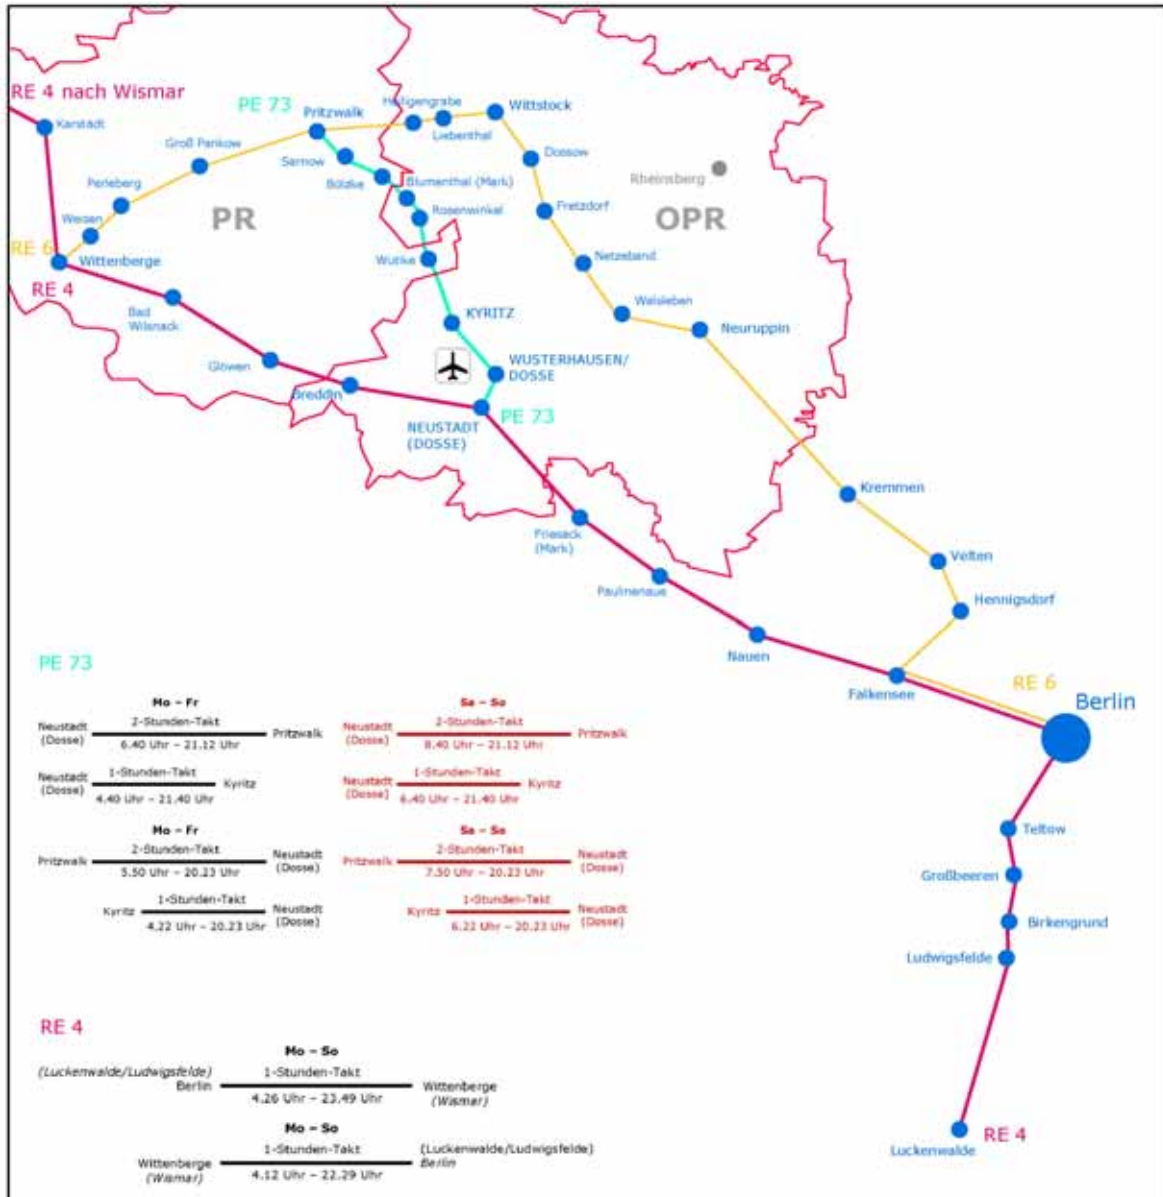 RE 4 nach Wismar
Karstädt
PE 73
Pritzwalk
Heiligengrabe
Liebenthal
Wittstock
Groß Pankow
Sarnow
Bölzke
Blumenthal (Mark)
Rosenwinkel
Dossow
Rheinsberg
Perleberg
Weisen
PR
Fretzdorf
OPR
RE 6
Wittenberge
RE 4
Wutike
Netzeband
Bad
Wilsnack
KYRITZ
Walsleben
Neuruppin
Glöwen
WUSTERHAUSEN/
DOSSE
Breddin
NEUSTADT
(DOSSE)
PE 73
Kremmen
Friesack
(Mark)
Velten
Paulinenaue
Hennigsdorf
Nauen
Falkensee
RE 6
Berlin
Teltow
Großbeeren
Birkengrund
Ludwigsfelde
Luckenwalde
RE 4
PE 73
Mo – Fr
Neustadt
(Dosse)
2-Stunden-Takt
6.40 Uhr – 21.12 Uhr
Pritzwalk
Neustadt
(Dosse)
1-Stunden-Takt
4.40 Uhr – 21.40 Uhr
Kyritz
Sa – So
Neustadt
(Dosse)
2-Stunden-Takt
8.40 Uhr – 21.12 Uhr
Pritzwalk
Neustadt
(Dosse)
1-Stunden-Takt
6.40 Uhr – 21.40 Uhr
Kyritz
Mo – Fr
Pritzwalk
2-Stunden-Takt
5.50 Uhr – 20.23 Uhr
Neustadt
(Dosse)
Kyritz
1-Stunden-Takt
4.22 Uhr – 20.23 Uhr
Neustadt
(Dosse)
Sa – So
Pritzwalk
2-Stunden-Takt
7.50 Uhr – 20.23 Uhr
Neustadt
(Dosse)
Kyritz
1-Stunden-Takt
6.22 Uhr – 20.23 Uhr
Neustadt
(Dosse)
RE 4
Mo – So
(Luckenwalde/Ludwigsfelde)
Berlin
1-Stunden-Takt
4.26 Uhr – 23.49 Uhr
Wittenberge
(Wismar)
Mo – So
Wittenberge
(Wismar)
1-Stunden-Takt
4.12 Uhr – 22.29 Uhr
(Luckenwalde/Ludwigsfelde)
Berlin